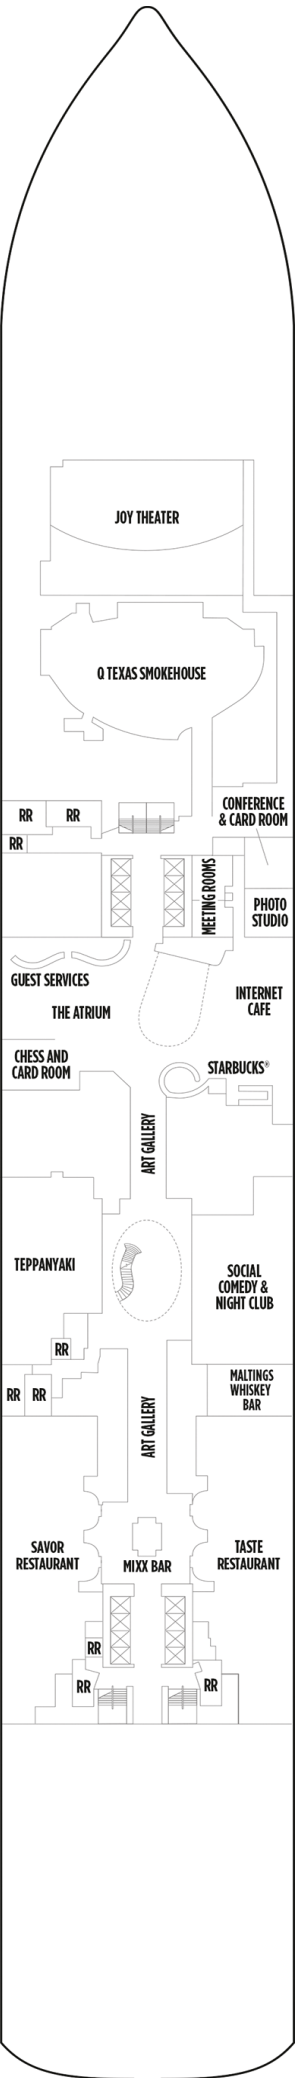 JOY THEATER
Q TEXAS SMOKEHOUSE
CONFERENCE
& CARD ROOM
RR
RR
RR
MEETING ROOMS
PHOTO
STUDIO
GUEST SERVICES
THE ATRIUM
INTERNET
CAFE
CHESS AND
CARD ROOM
STARBUCKS®
ART GALLERY
TEPPANYAKI
SOCIAL
COMEDY &
NIGHT CLUB
RR
RR
RR
MALTINGS
WHISKEY
BAR
ART GALLERY
SAVOR
RESTAURANT
MIXX BAR
TASTE
RESTAURANT
RR
RR
RR